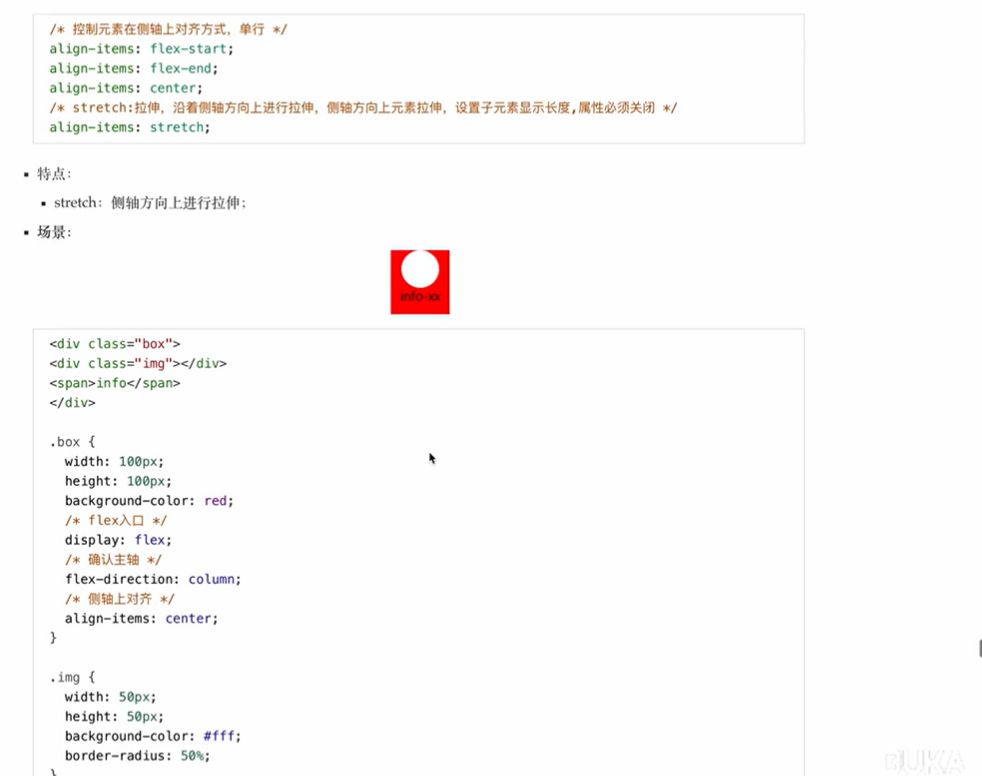 /* 控制元素在侧轴上对齐方式，单行 */
align-items: flex-start;
align-items: flex-end;
align-items: center;
/* stretch:拉伸，沿着侧轴方向上进行拉伸，侧轴方向上元素拉伸，设置子元素显示长度,属性必须关闭 */
align-items: stretch;
▪ 特点：
▪ stretch：侧轴方向上进行拉伸；
▪ 场景：
info-xx
<div class="box">
<div class="img"></div>
<span>info</span>
</div>
.box {
width: 100px;
height: 100px;
background-color: red;
/* flex入口 */
display: flex;
/* 确认主轴 */
flex-direction: column;
/* 侧轴上对齐 */
align-items: center;
}
.img {
width: 50px;
height: 50px;
background-color: #fff;
border-radius: 50%;
}